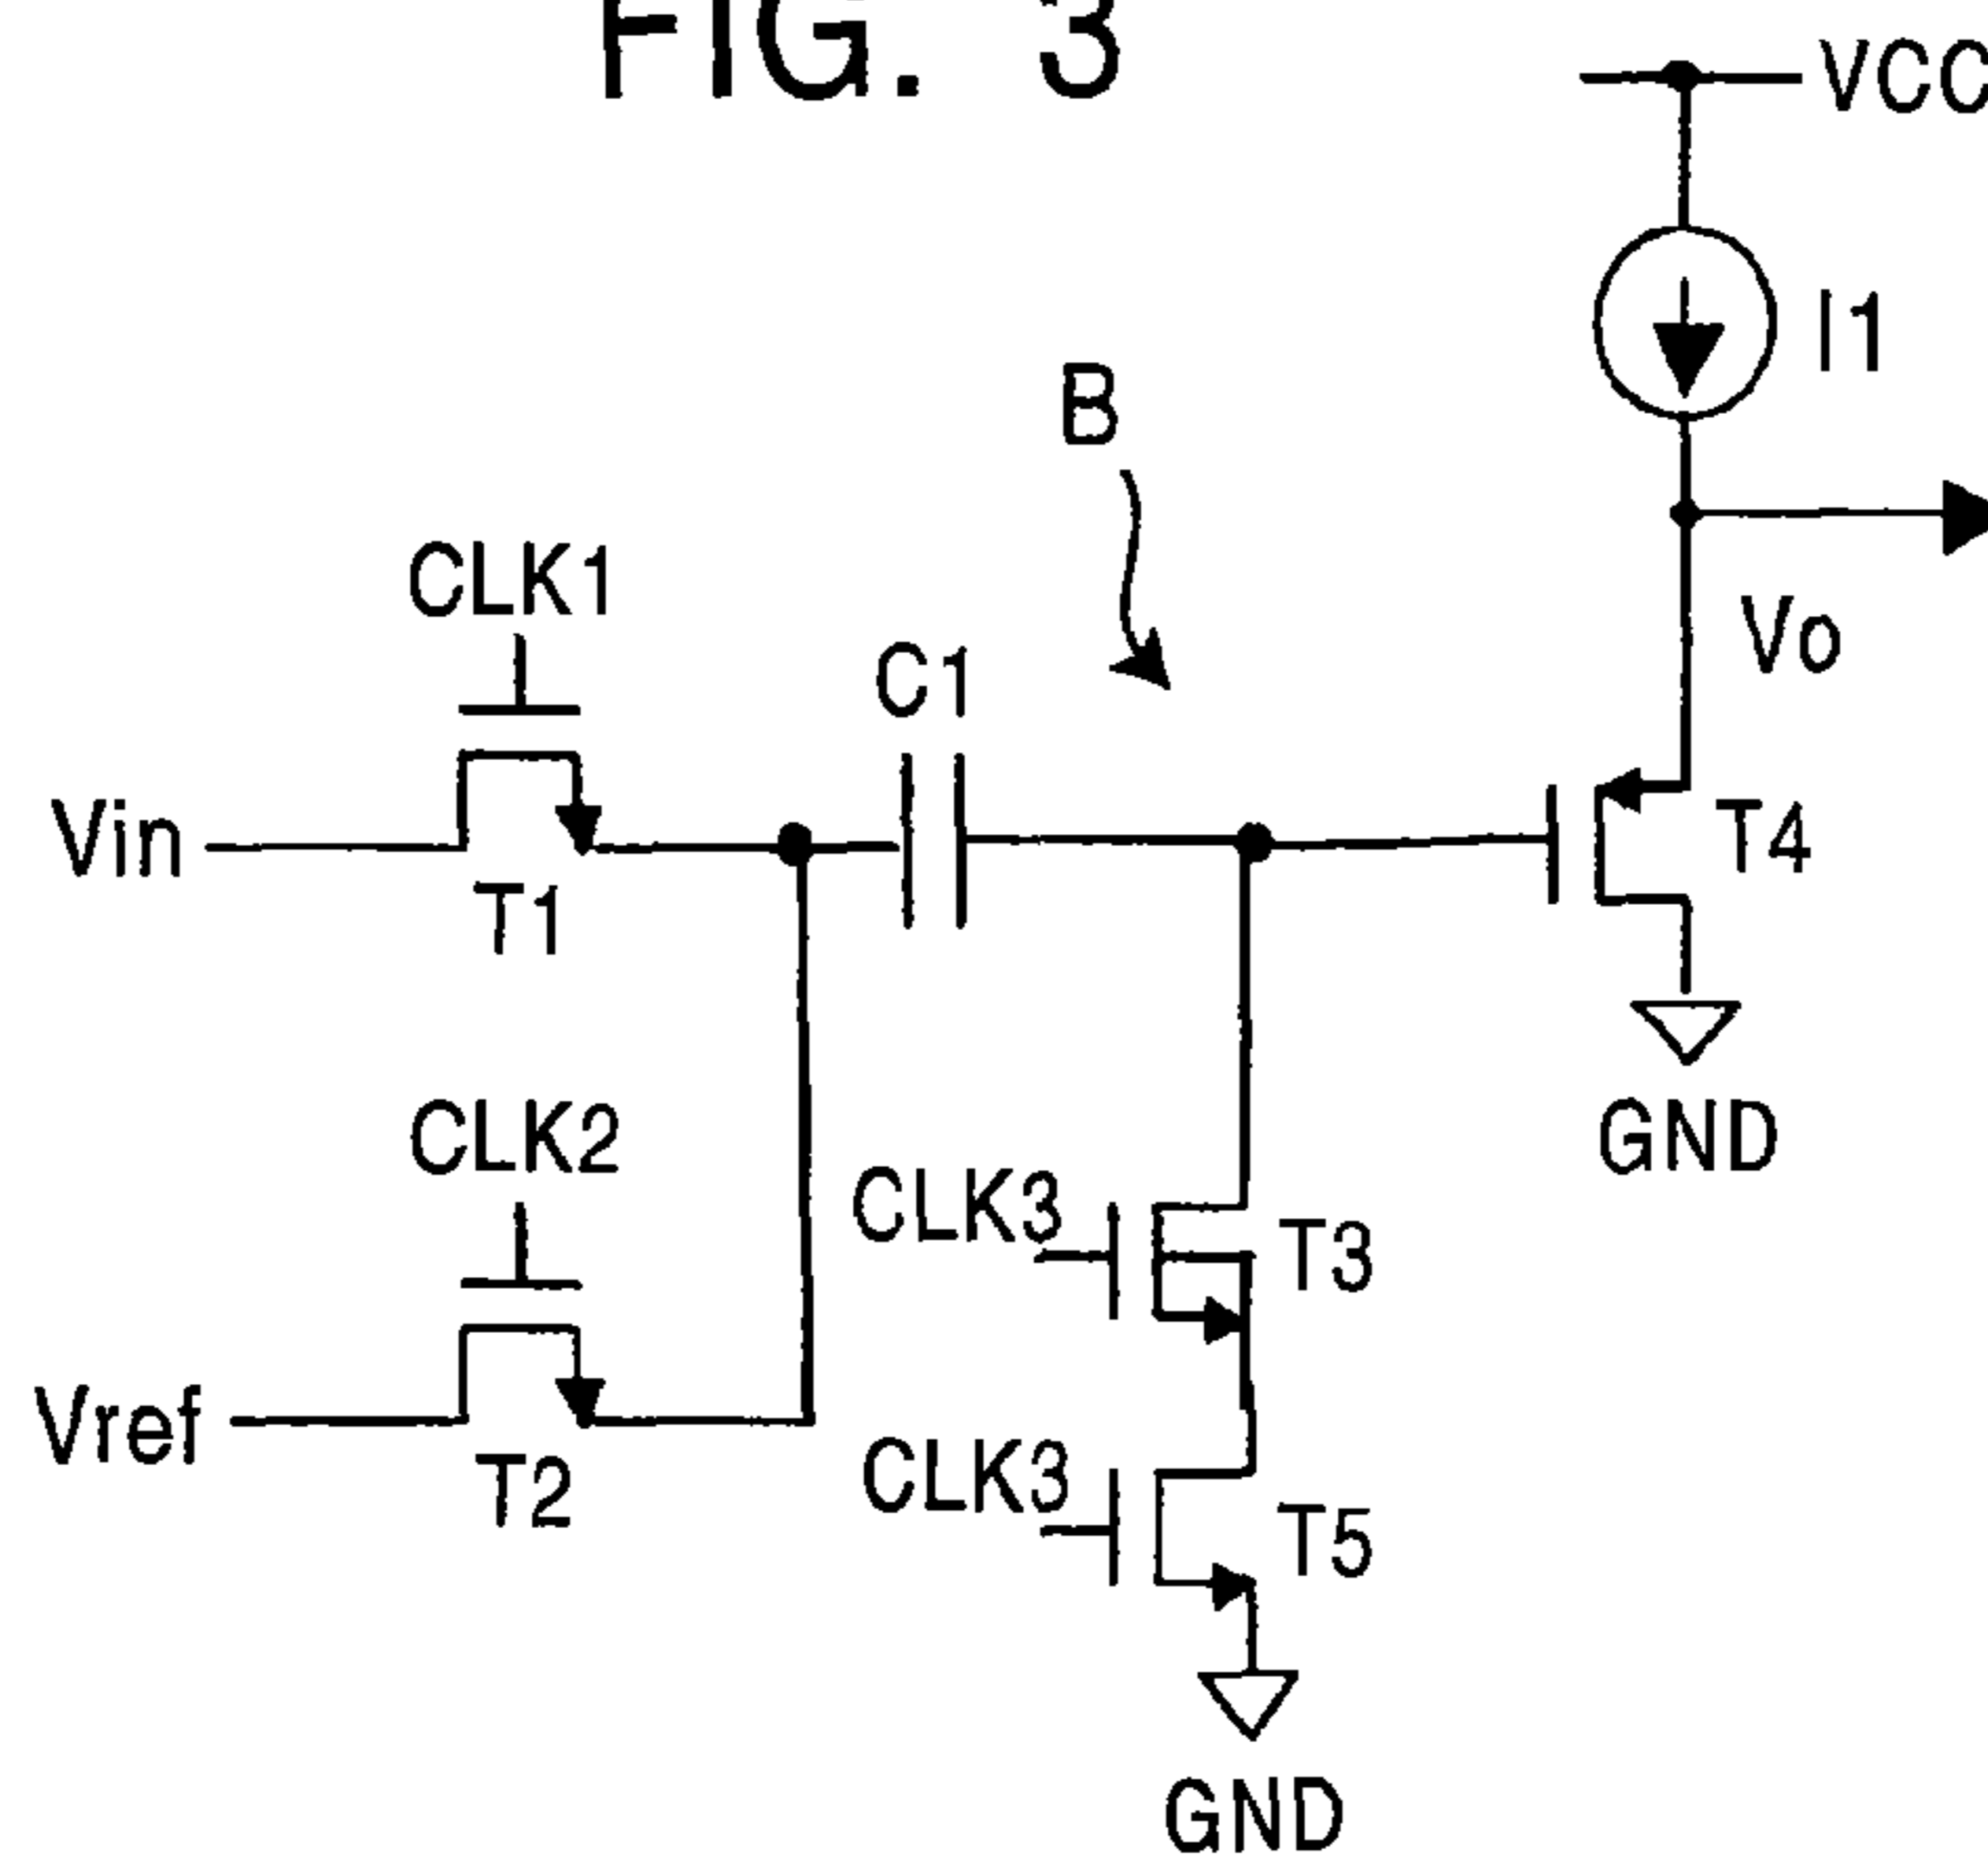 FIG. 3
VCC
I1
B
CLK1
C1
Vo
Vin
T1
T4
CLK2
GND
CLK3
T3
Vref
T2
CLK3
T5
GND